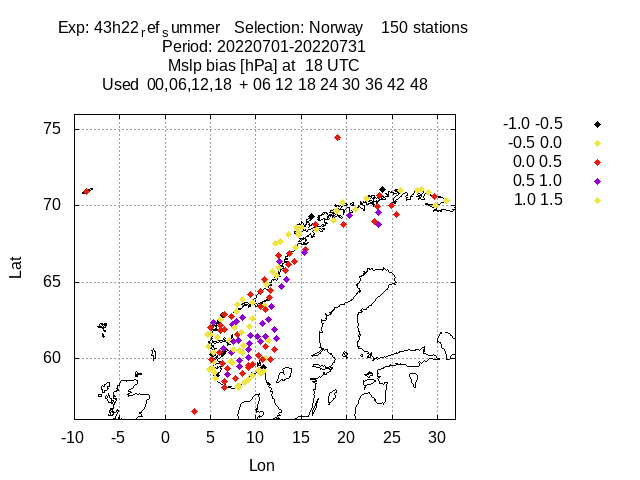 Exp: 43h22refsummer Selection: Norway 150 stations
Period: 20220701-20220731
Mslp bias [hPa] at 18 UTC
Used 00,06,12,18 + 06 12 18 24 30 36 42 48
75
70
65
60
Lat
-10 -5 0 5 10 15 20 25 30
Lon
-1.0 -0.5
-0.5 0.0
0.0 0.5
0.5 1.0
1.0 1.5